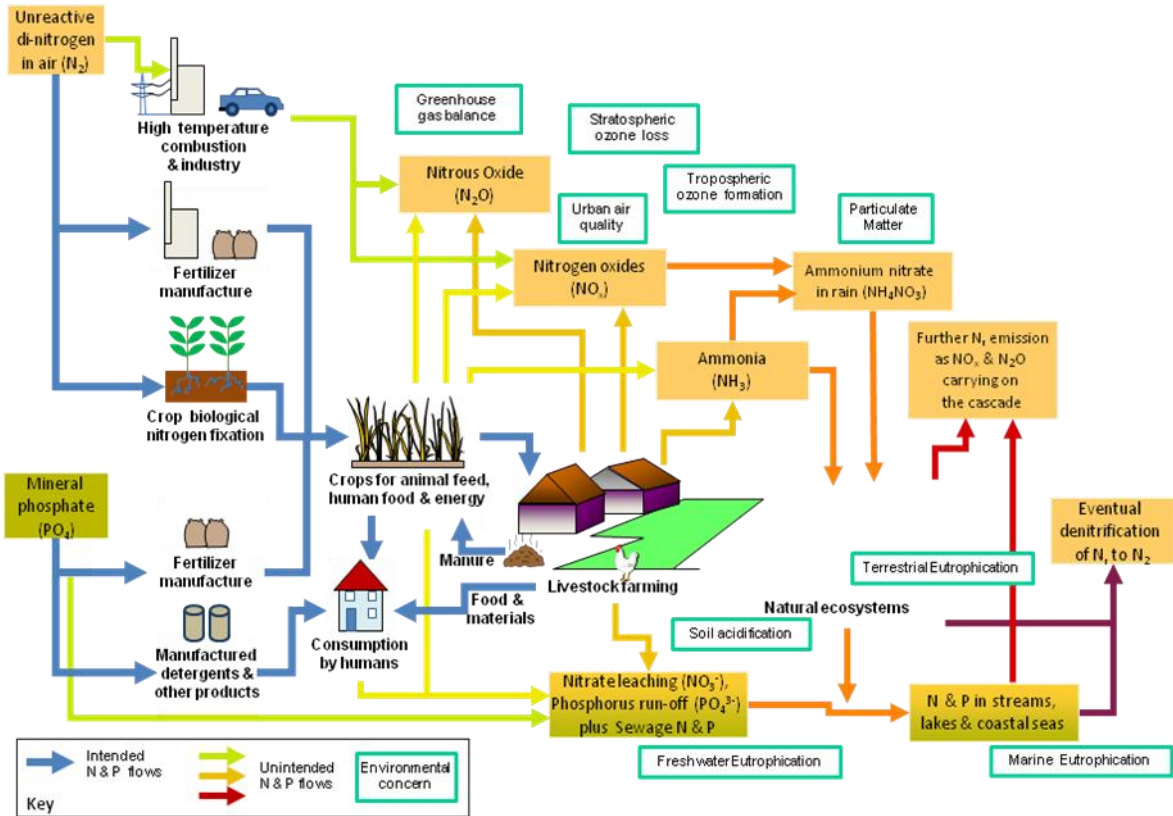 Unreactive
di-nitrogen
in air (N₂)
High temperature
combustion
& industry
Greenhouse
gas balance
Stratospheric
ozone loss
Nitrous Oxide
(N₂O)
Tropospheric
ozone formation
Urban air
quality
Particulate
Matter
Fertilizer
manufacture
Nitrogen oxides
(NOₓ)
Ammonium nitrate
in rain (NH4NO₃)
Ammonia
(NH₃)
Further Nᵣ emission
as NOₓ & N₂O
carrying on
the cascade
Crop biological
nitrogen fixation
Crops for animal feed,
human food & energy
Mineral
phosphate
(PO₄)
Eventual
denitrification
of Nᵣ to N₂
Fertilizer
manufacture
Manure
Livestock farming
Terrestrial Eutrophication
Food &
materials
Natural ecosystems
Soil acidification
Consumption
by humans
Manufactured
detergents &
other products
Nitrate leaching (NO₃⁻),
Phosphorus run-off (PO₄³⁻)
plus Sewage N & P
N & P in streams,
lakes & coastal seas
Freshwater Eutrophication
Marine Eutrophication
Intended
N & P flows
Unintended
N & P flows
Environmental
concern
Key